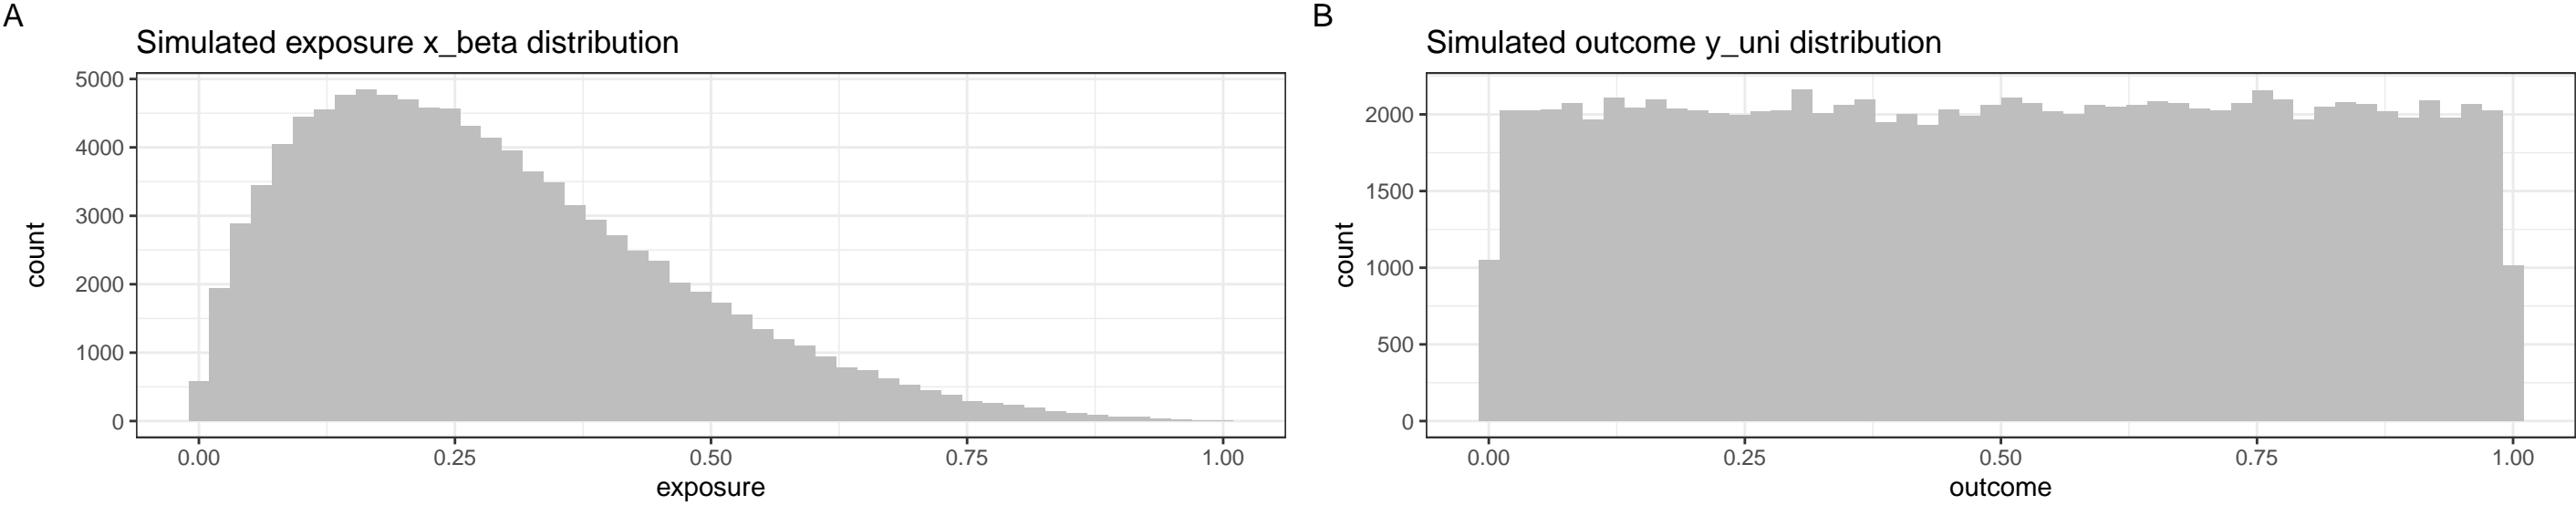 A
Simulated exposure x_beta distribution
5000
4000
3000
2000
1000
0
count
0.00 0.25 0.50 0.75 1.00
exposure
B
Simulated outcome y_uni distribution
2000
1500
1000
500
0
count
0.00 0.25 0.50 0.75 1.00
outcome